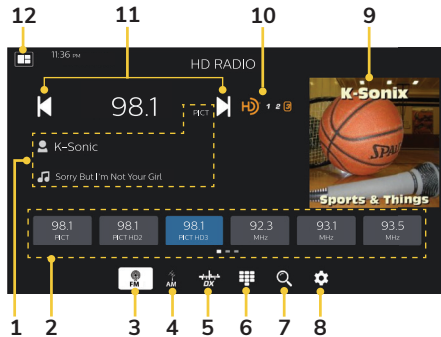 12
11
10
9
11:36 PM
HD RADIO
98.1
PICT
HD 1 2 3
K-Sonix
K-Sonic
Sorry But I'm Not Your Girl
SPALDING
Sports & Things
98.1
PICT
98.1
PICT HD2
98.1
PICT HD3
92.3
MHz
93.1
MHz
93.5
MHz
FM
AM
DX
1
2
3
4
5
6
7
8